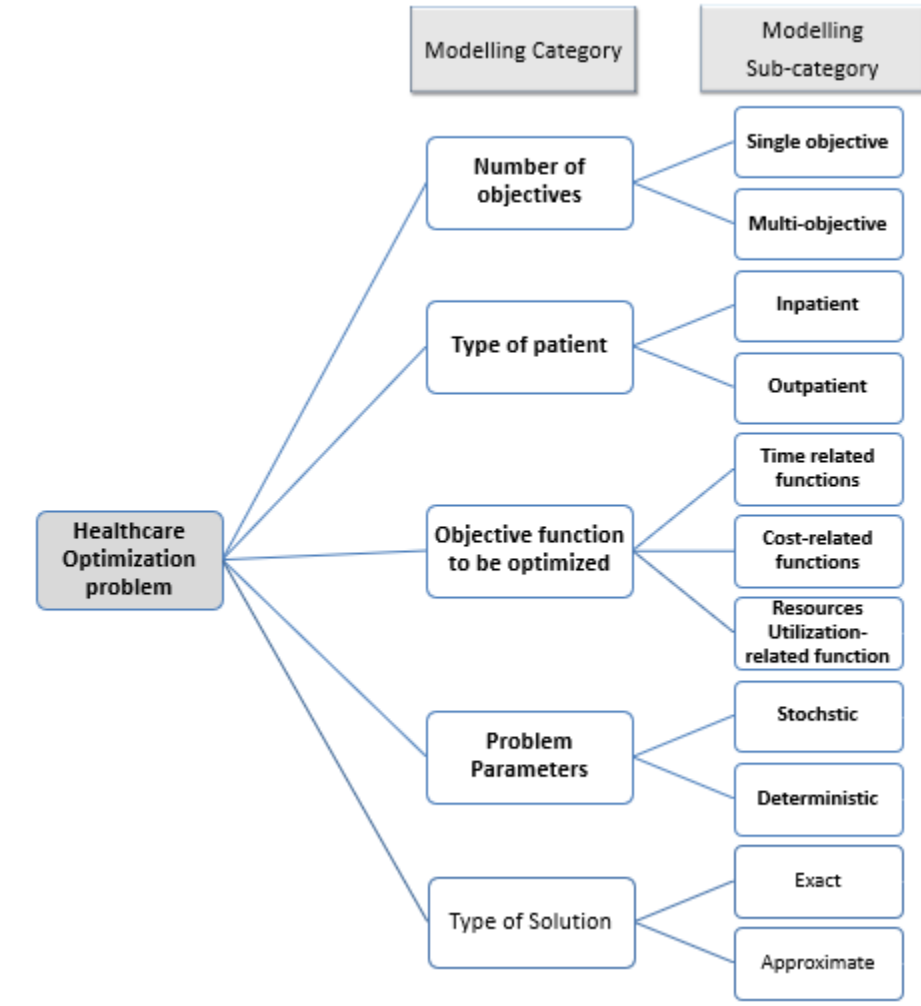 Modelling Category
Modelling
Sub-category
Number of
objectives
Single objective
Multi-objective
Type of patient
Inpatient
Outpatient
Healthcare
Optimization
problem
Objective function
to be optimized
Time related
functions
Cost-related
functions
Resources
Utilization-
related function
Problem
Parameters
Stochstic
Deterministic
Type of Solution
Exact
Approximate